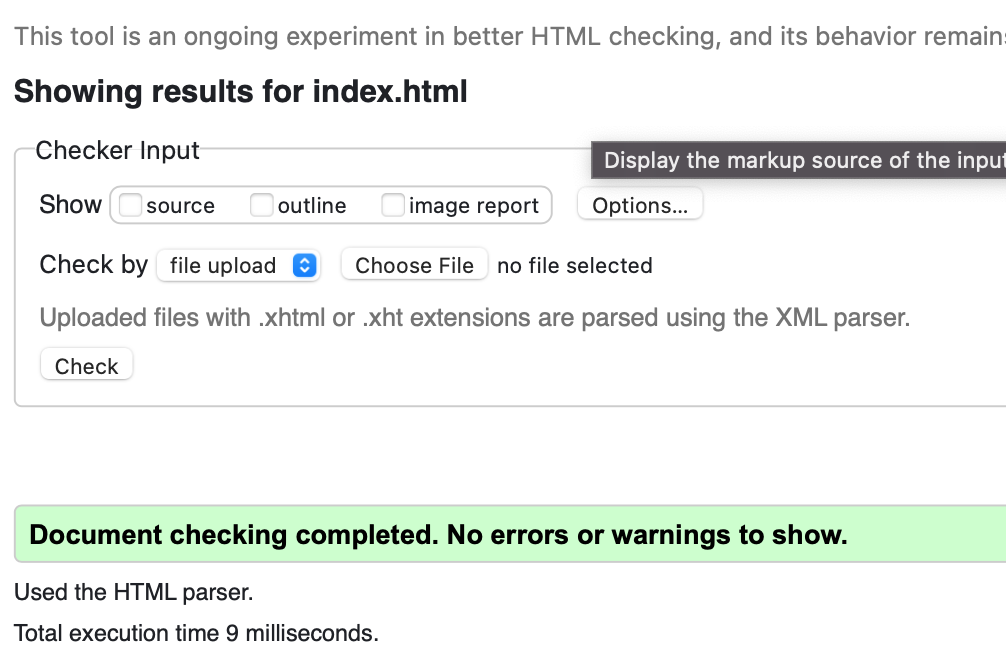 This tool is an ongoing experiment in better HTML checking, and its behavior remains
Showing results for index.html
Checker Input
Display the markup source of the input
Show source outline image report Options...
Check by file upload Choose File no file selected
Uploaded files with .xhtml or .xht extensions are parsed using the XML parser.
Check
Document checking completed. No errors or warnings to show.
Used the HTML parser.
Total execution time 9 milliseconds.